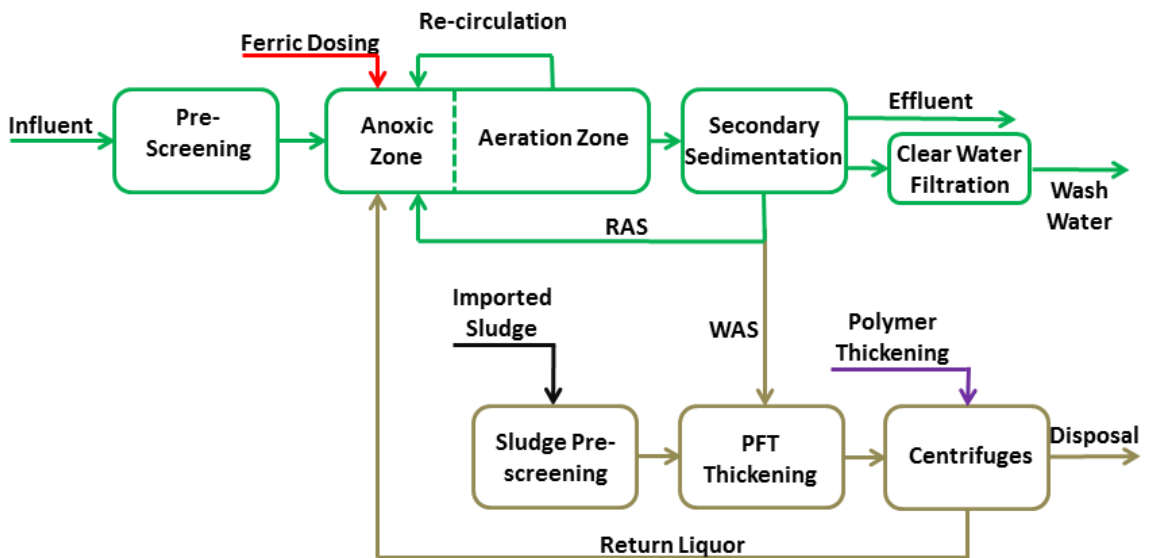 Re-circulation
Ferric Dosing
Influent
Pre-
Screening
Anoxic
Zone
Aeration Zone
Secondary
Sedimentation
Effluent
Clear Water
Filtration
Wash
Water
RAS
Imported
Sludge
WAS
Polymer
Thickening
Sludge Pre-
screening
PFT
Thickening
Centrifuges
Disposal
Return Liquor